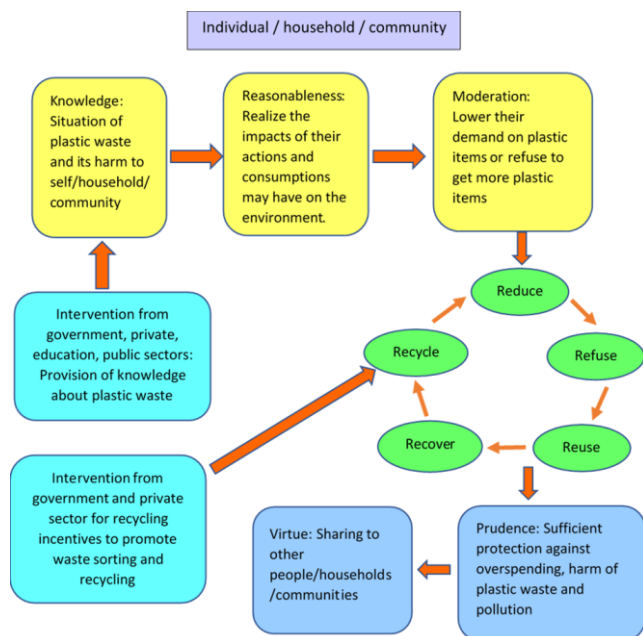 Individual / household / community
Knowledge:
Situation of
plastic waste
and its harm to
self/household/
community
Reasonableness:
Realize the
impacts of their
actions and
consumptions
may have on the
environment.
Moderation:
Lower their
demand on plastic
items or refuse to
get more plastic
items
Intervention from
government, private,
education, public sectors:
Provision of knowledge
about plastic waste
Reduce
Recycle
Refuse
Recover
Reuse
Intervention from
government and private
sector for recycling
incentives to promote
waste sorting and
recycling
Virtue: Sharing to
other
people/households
/communities
Prudence: Sufficient
protection against
overspending, harm of
plastic waste and
pollution